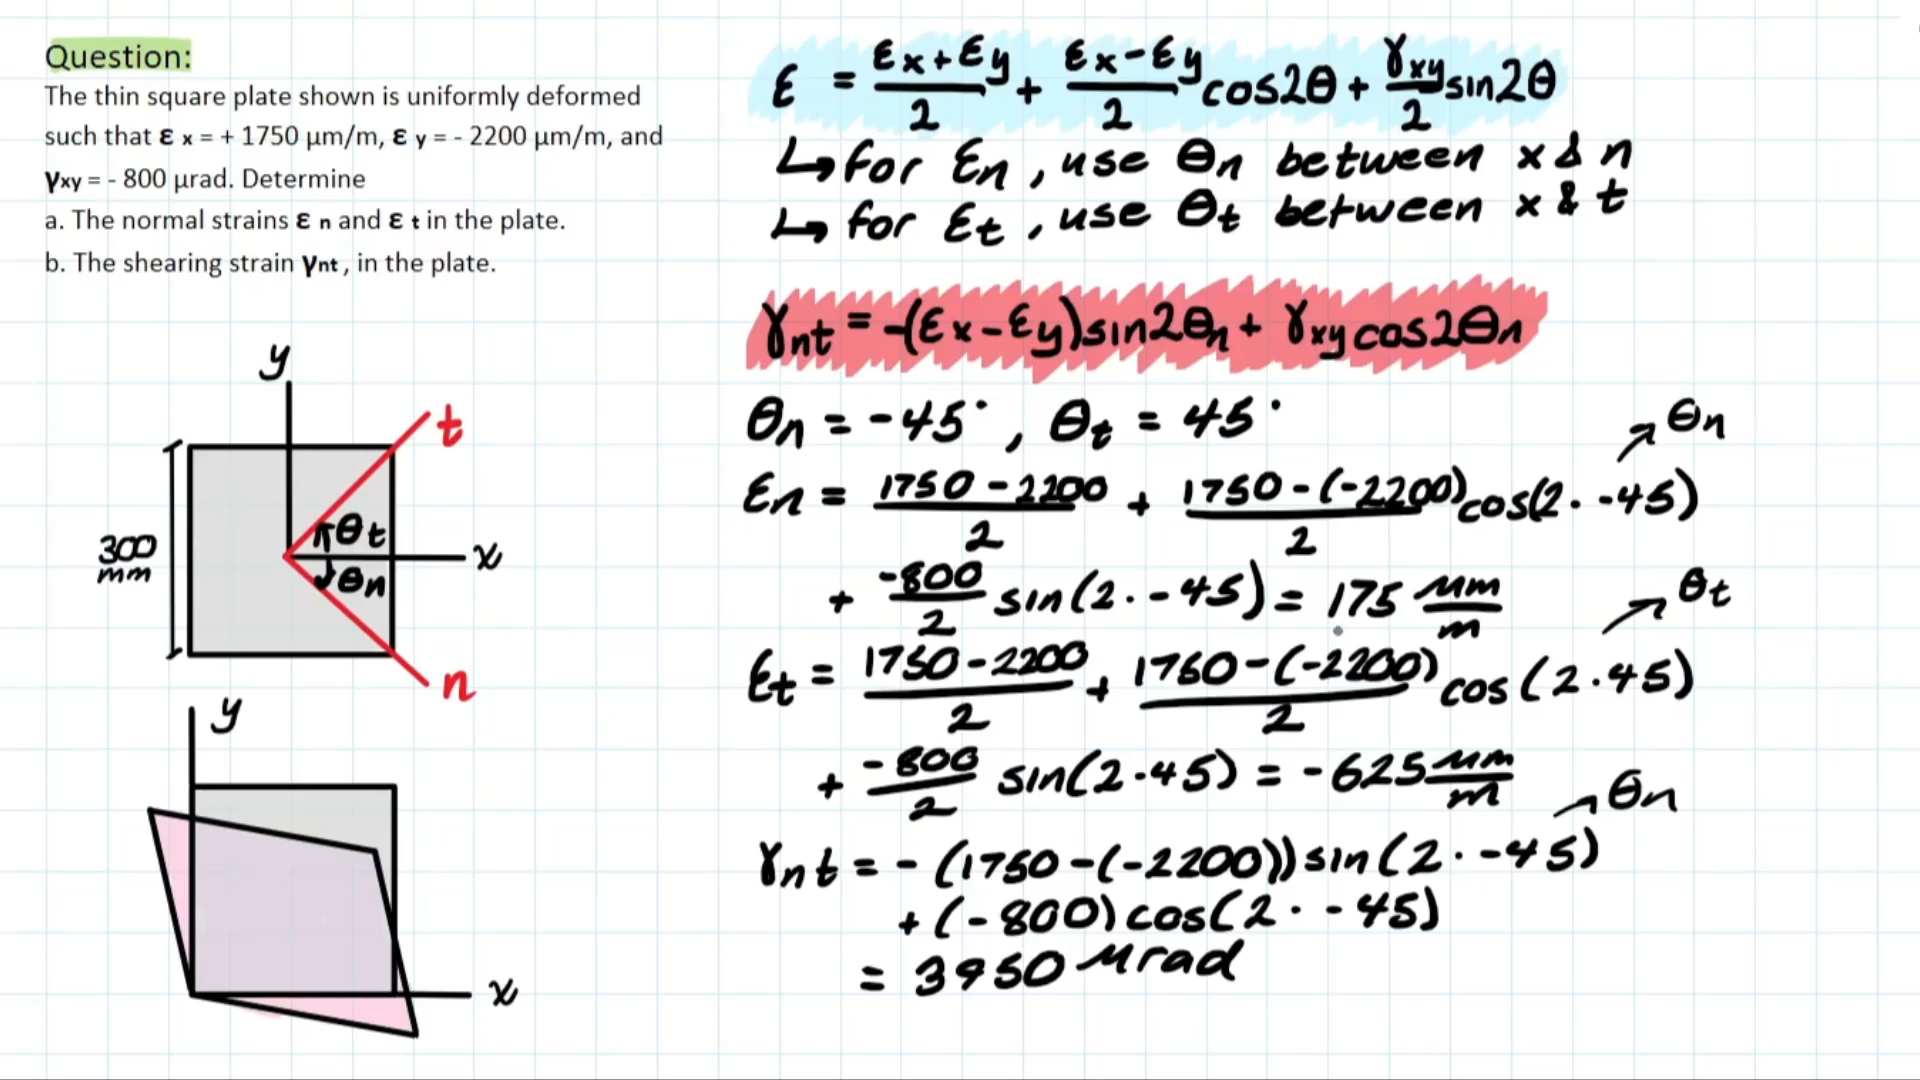 Question:
The thin square plate shown is uniformly deformed
such that ε x = + 1750 μm/m, ε y = - 2200 μm/m, and
γxy = - 800 μrad. Determine
a. The normal strains ε n and ε t in the plate.
b. The shearing strain γnt , in the plate.
y
t
θt
x
θn
300
mm
n
y
x
ε = εx+εy/2 + εx-εy/2 cos2θ + γxy/2 sin2θ
↳ for εn , use θn between x & n
↳ for εt , use θt between x & t
γnt = -(εx-εy)sin2θn + γxy cos2θn
θn = -45° , θt = 45°
→ θn
εn = 1750-2200/2 + 1750-(-2200)/2 cos(2·-45)
+ -800/2 sin(2·-45) = 175 μm/m
→ θt
εt = 1750-2200/2 + 1760-(-2200)/2 cos(2·45)
+ -800/2 sin(2·45) = -625 μm/m
→ θn
γnt = -(1750-(-2200))sin(2·-45)
+(-800)cos(2·-45)
= 3950 μrad